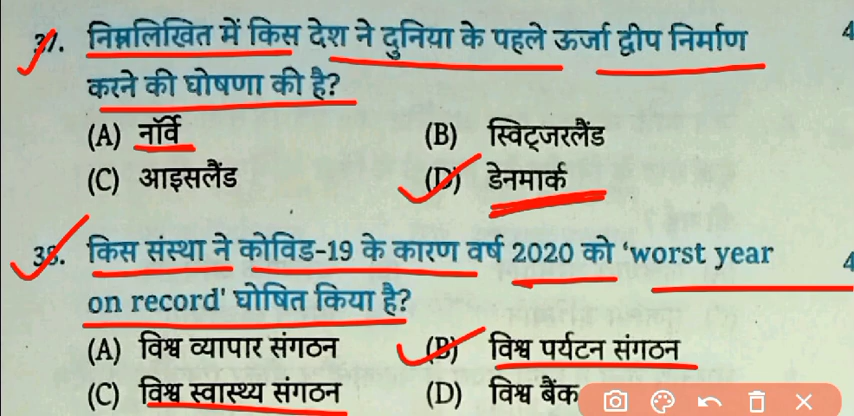 37. निम्नलिखित में किस देश ने दुनिया के पहले ऊर्जा द्वीप निर्माण
करने की घोषणा की है?
(A) नॉर्वे (B) स्विट्जरलैंड
(C) आइसलैंड (D) डेनमार्क
38. किस संस्था ने कोविड-19 के कारण वर्ष 2020 को ‘worst year
on record' घोषित किया है?
(A) विश्व व्यापार संगठन (B) विश्व पर्यटन संगठन
(C) विश्व स्वास्थ्य संगठन (D) विश्व बैंक